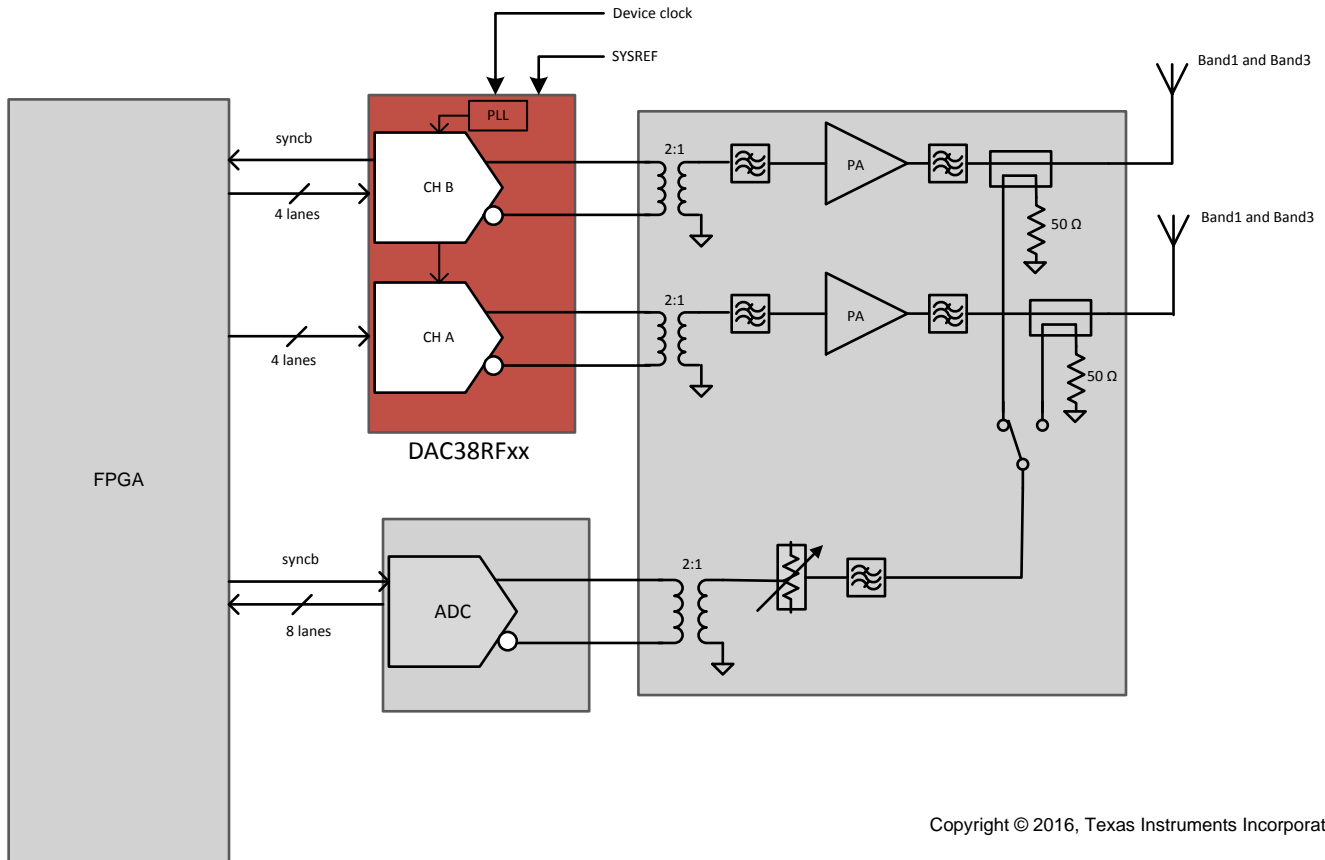 Device clock
SYSREF
Band1 and Band3
PLL
syncb
2:1
CH B
PA
4 lanes
50 Ω
Band1 and Band3
2:1
CH A
PA
4 lanes
50 Ω
DAC38RFxx
FPGA
syncb
2:1
ADC
8 lanes
Copyright © 2016, Texas Instruments Incorporat